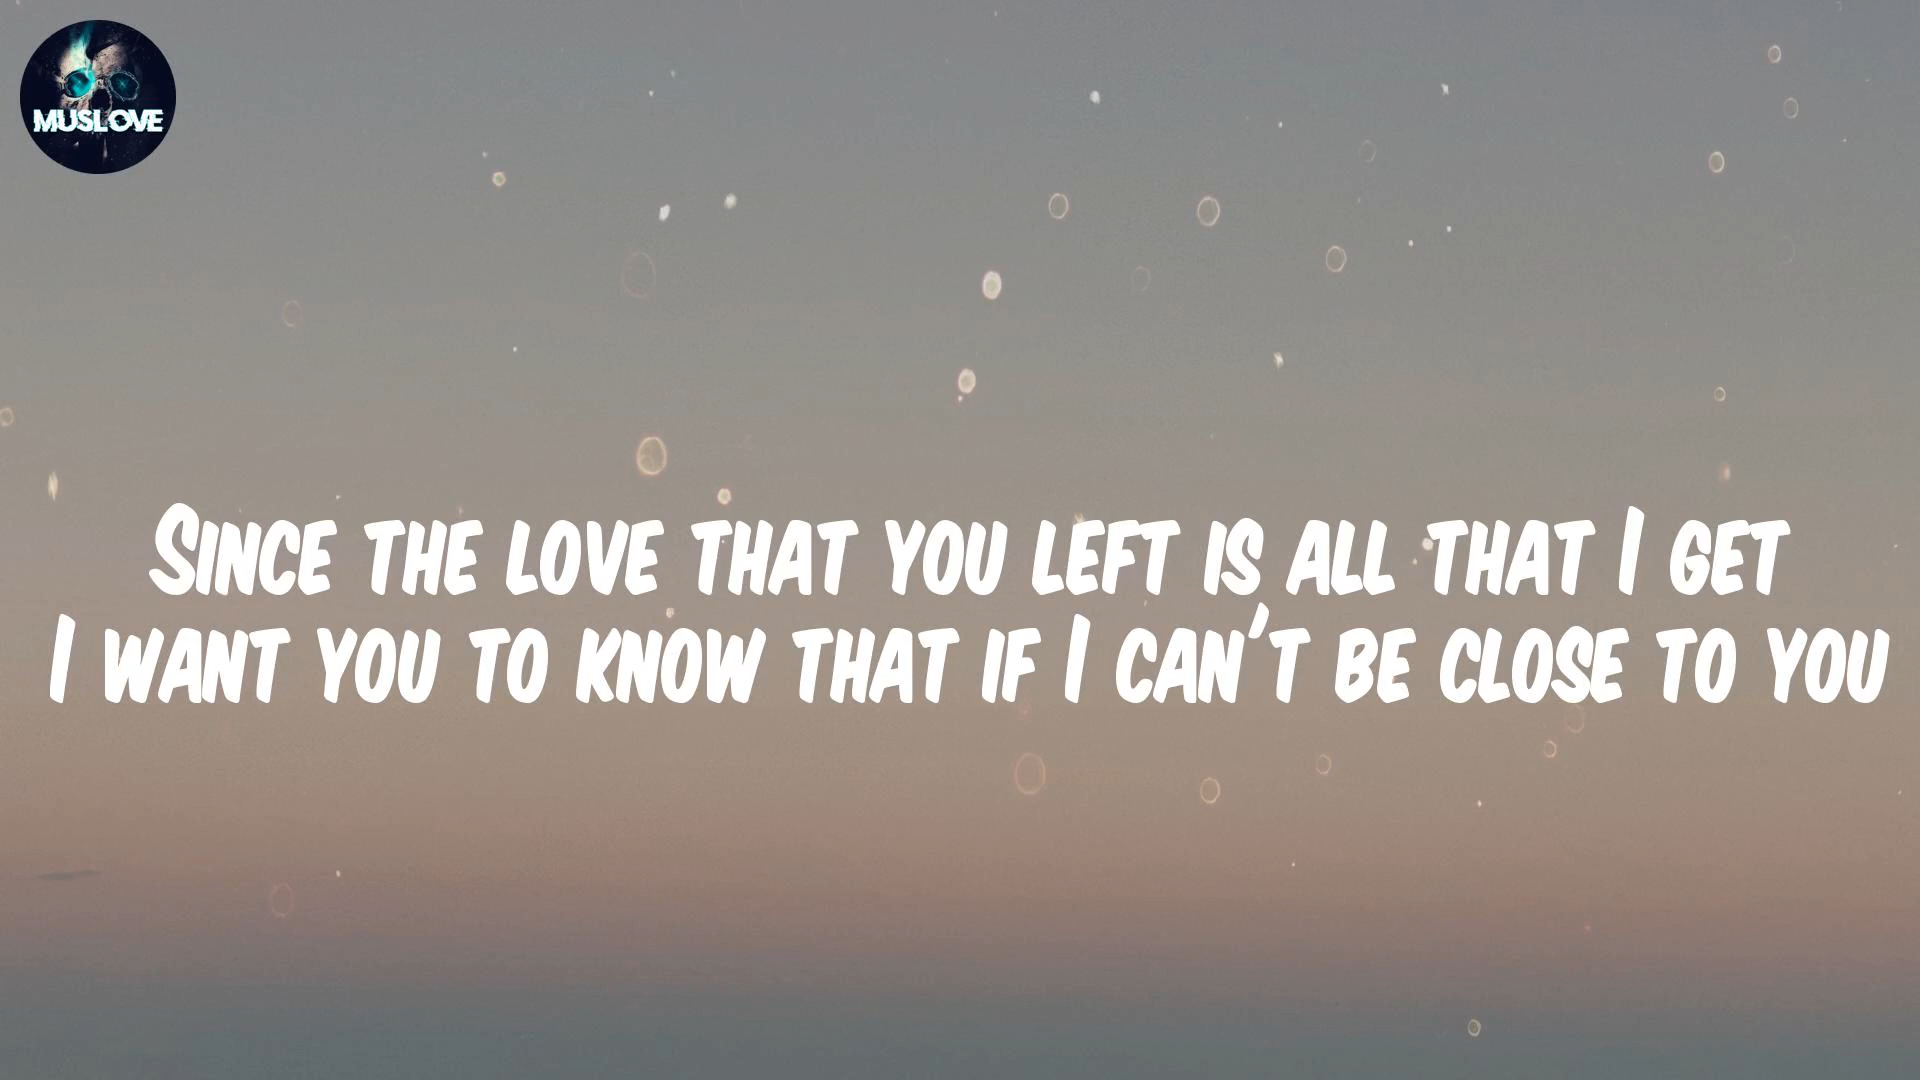 MUSLOVE
Since the love that you left is all that I get
I want you to know that if I can't be close to you